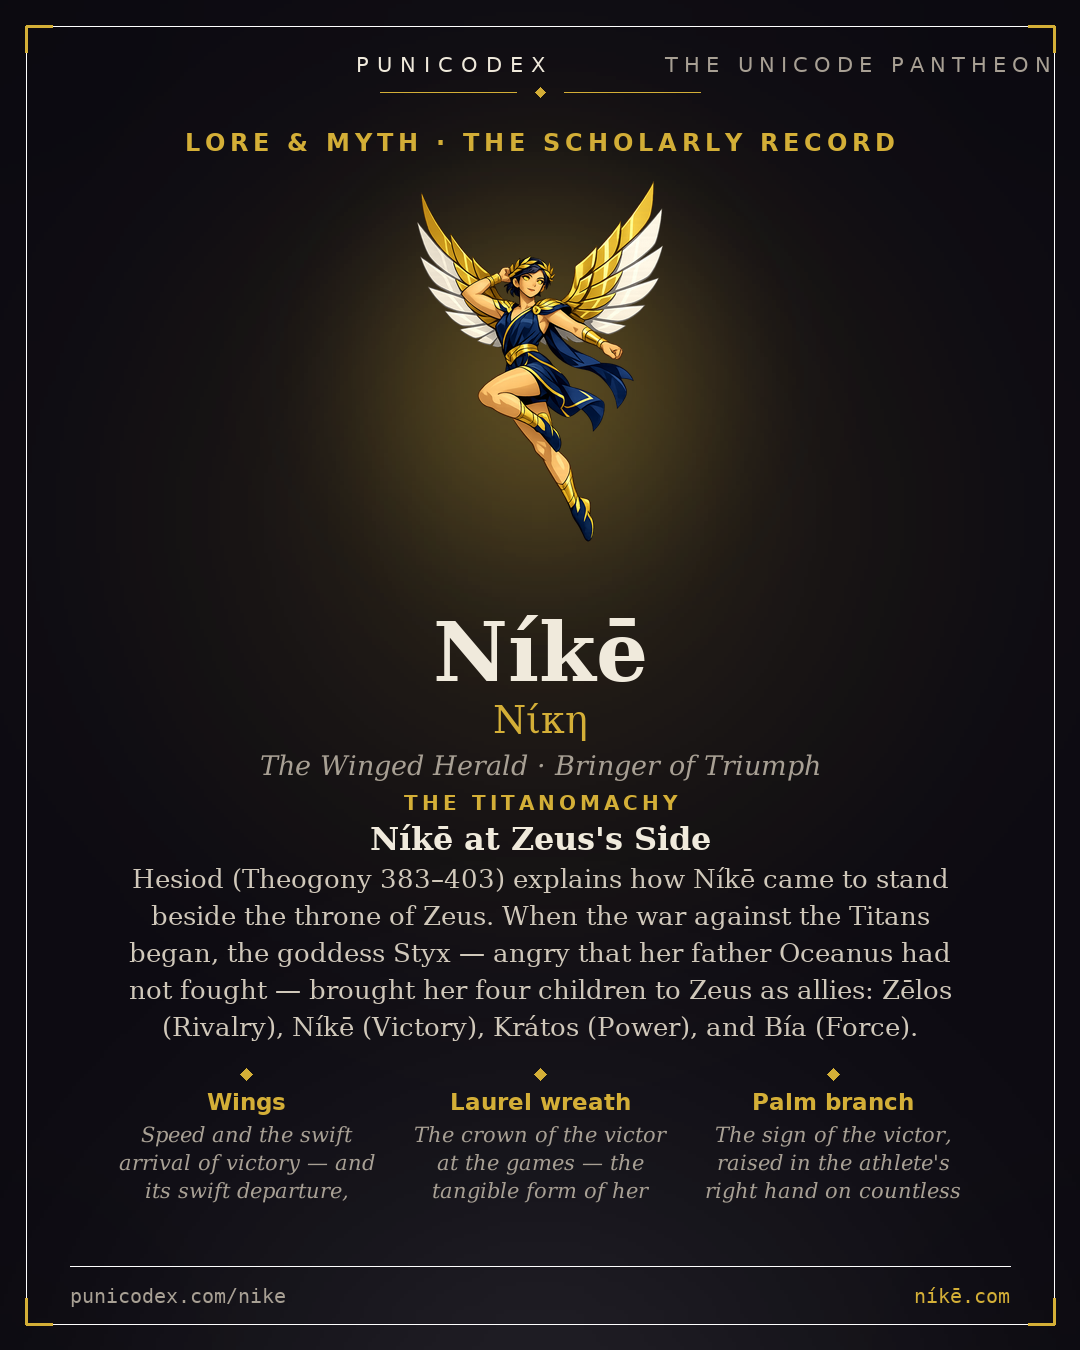 PUNICODEX THE UNICODE PANTHEON
LORE & MYTH · THE SCHOLARLY RECORD
Níkē
Νίκη
The Winged Herald · Bringer of Triumph
THE TITANOMACHY
Níkē at Zeus's Side
Hesiod (Theogony 383–403) explains how Níkē came to stand
beside the throne of Zeus. When the war against the Titans
began, the goddess Styx — angry that her father Oceanus had
not fought — brought her four children to Zeus as allies: Zēlos
(Rivalry), Níkē (Victory), Krátos (Power), and Bía (Force).
Wings
Speed and the swift
arrival of victory — and
its swift departure,
Laurel wreath
The crown of the victor
at the games — the
tangible form of her
Palm branch
The sign of the victor,
raised in the athlete's
right hand on countless
punicodex.com/nike
níkē.com